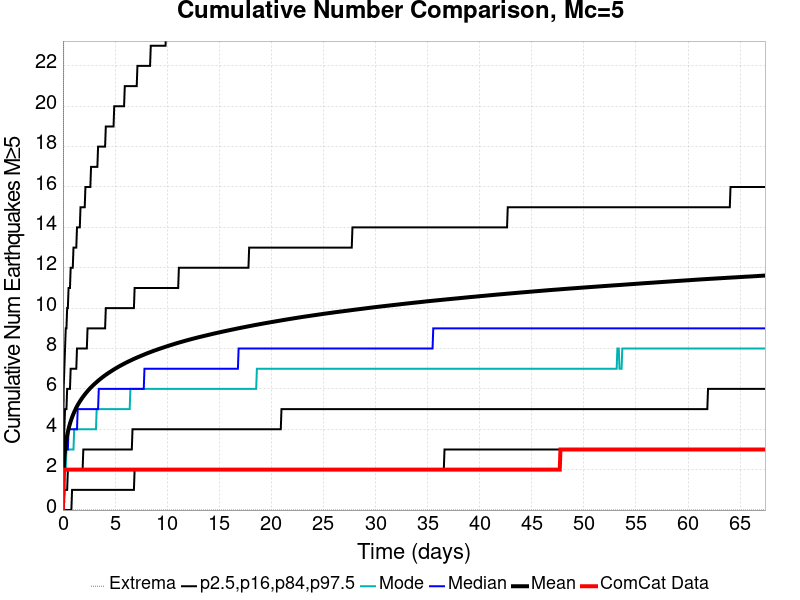 Cumulative Number Comparison, Mc=5
Cumulative Num Earthquakes M≥5
22
20
18
16
14
12
10
8
6
4
2
0
0 5 10 15 20 25 30 35 40 45 50 55 60 65
Time (days)
Extrema p2.5,p16,p84,p97.5 Mode Median Mean ComCat Data